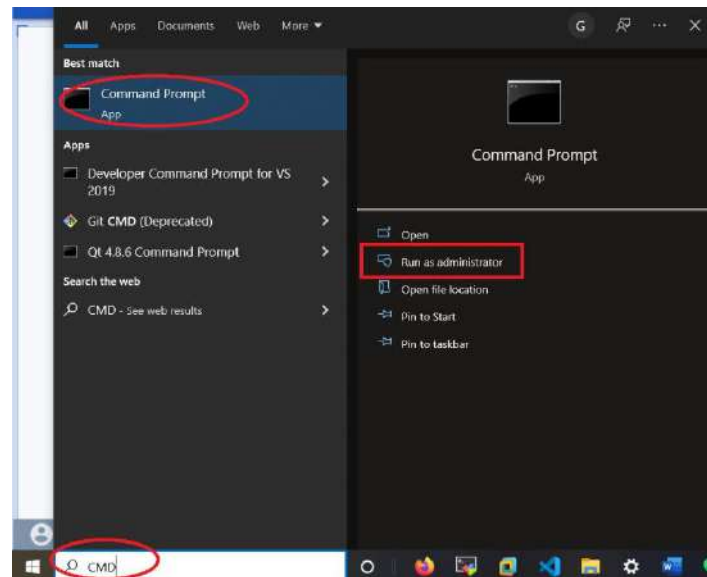 All Apps Documents Web More
G
Best match
Command Prompt
App
Apps
Developer Command Prompt for VS
2019
Git CMD (Deprecated)
Qt 4.8.6 Command Prompt
Search the web
CMD - See web results
Command Prompt
App
Open
Run as administrator
Open file location
Pin to Start
Pin to taskbar
CMD